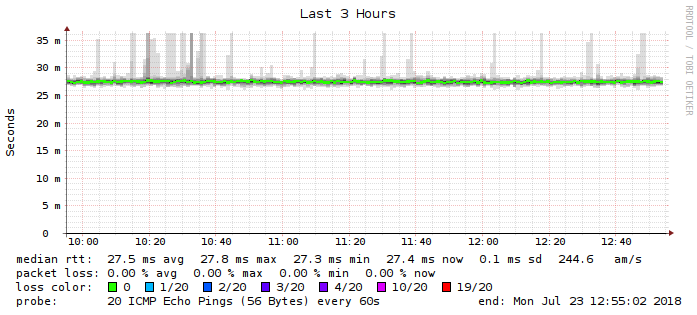 Last 3 Hours
RRDTOOL / TOBI OETIKER
Seconds
35 m
30 m
25 m
20 m
15 m
10 m
5 m
0
10:00 10:20 10:40 11:00 11:20 11:40 12:00 12:20 12:40
median rtt: 27.5 ms avg 27.8 ms max 27.3 ms min 27.4 ms now 0.1 ms sd 244.6 am/s
packet loss: 0.00 % avg 0.00 % max 0.00 % min 0.00 % now
loss color: 0 1/20 2/20 3/20 4/20 10/20 19/20
probe: 20 ICMP Echo Pings (56 Bytes) every 60s end: Mon Jul 23 12:55:02 2018